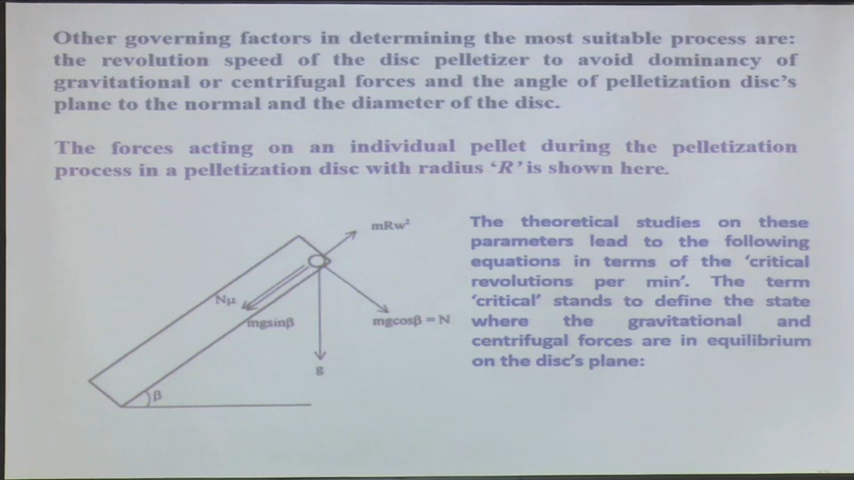 Other governing factors in determining the most suitable process are:
the revolution speed of the disc pelletizer to avoid dominancy of
gravitational or centrifugal forces and the angle of pelletization disc's
plane to the normal and the diameter of the disc.
The forces acting on an individual pellet during the pelletization
process in a pelletization disc with radius 'R' is shown here.
mRw²
Nμ
mgsinβ
mgcosβ = N
g
β
The theoretical studies on these
parameters lead to the following
equations in terms of the 'critical
revolutions per min'. The term
'critical' stands to define the state
where the gravitational and
centrifugal forces are in equilibrium
on the disc's plane: